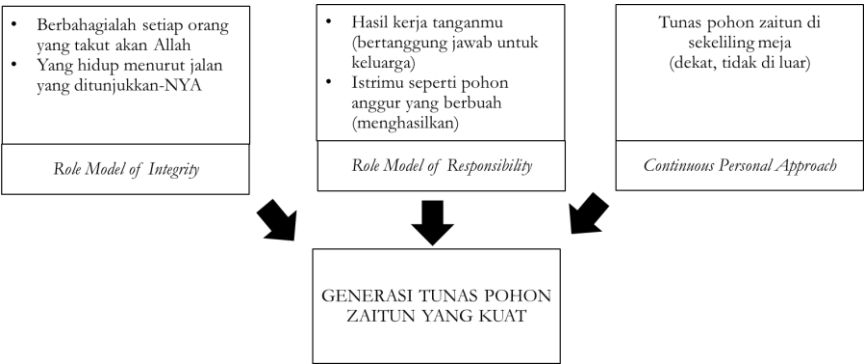 • Berbahagialah setiap orang
yang takut akan Allah
• Yang hidup menurut jalan
yang ditunjukkan-NYA
Role Model of Integrity
• Hasil kerja tanganmu
(bertanggung jawab untuk
keluarga)
• Istrimu seperti pohon
anggur yang berbuah
(menghasilkan)
Role Model of Responsibility
Tunas pohon zaitun di
sekeliling meja
(dekat, tidak di luar)
Continuous Personal Approach
GENERASI TUNAS POHON
ZAITUN YANG KUAT